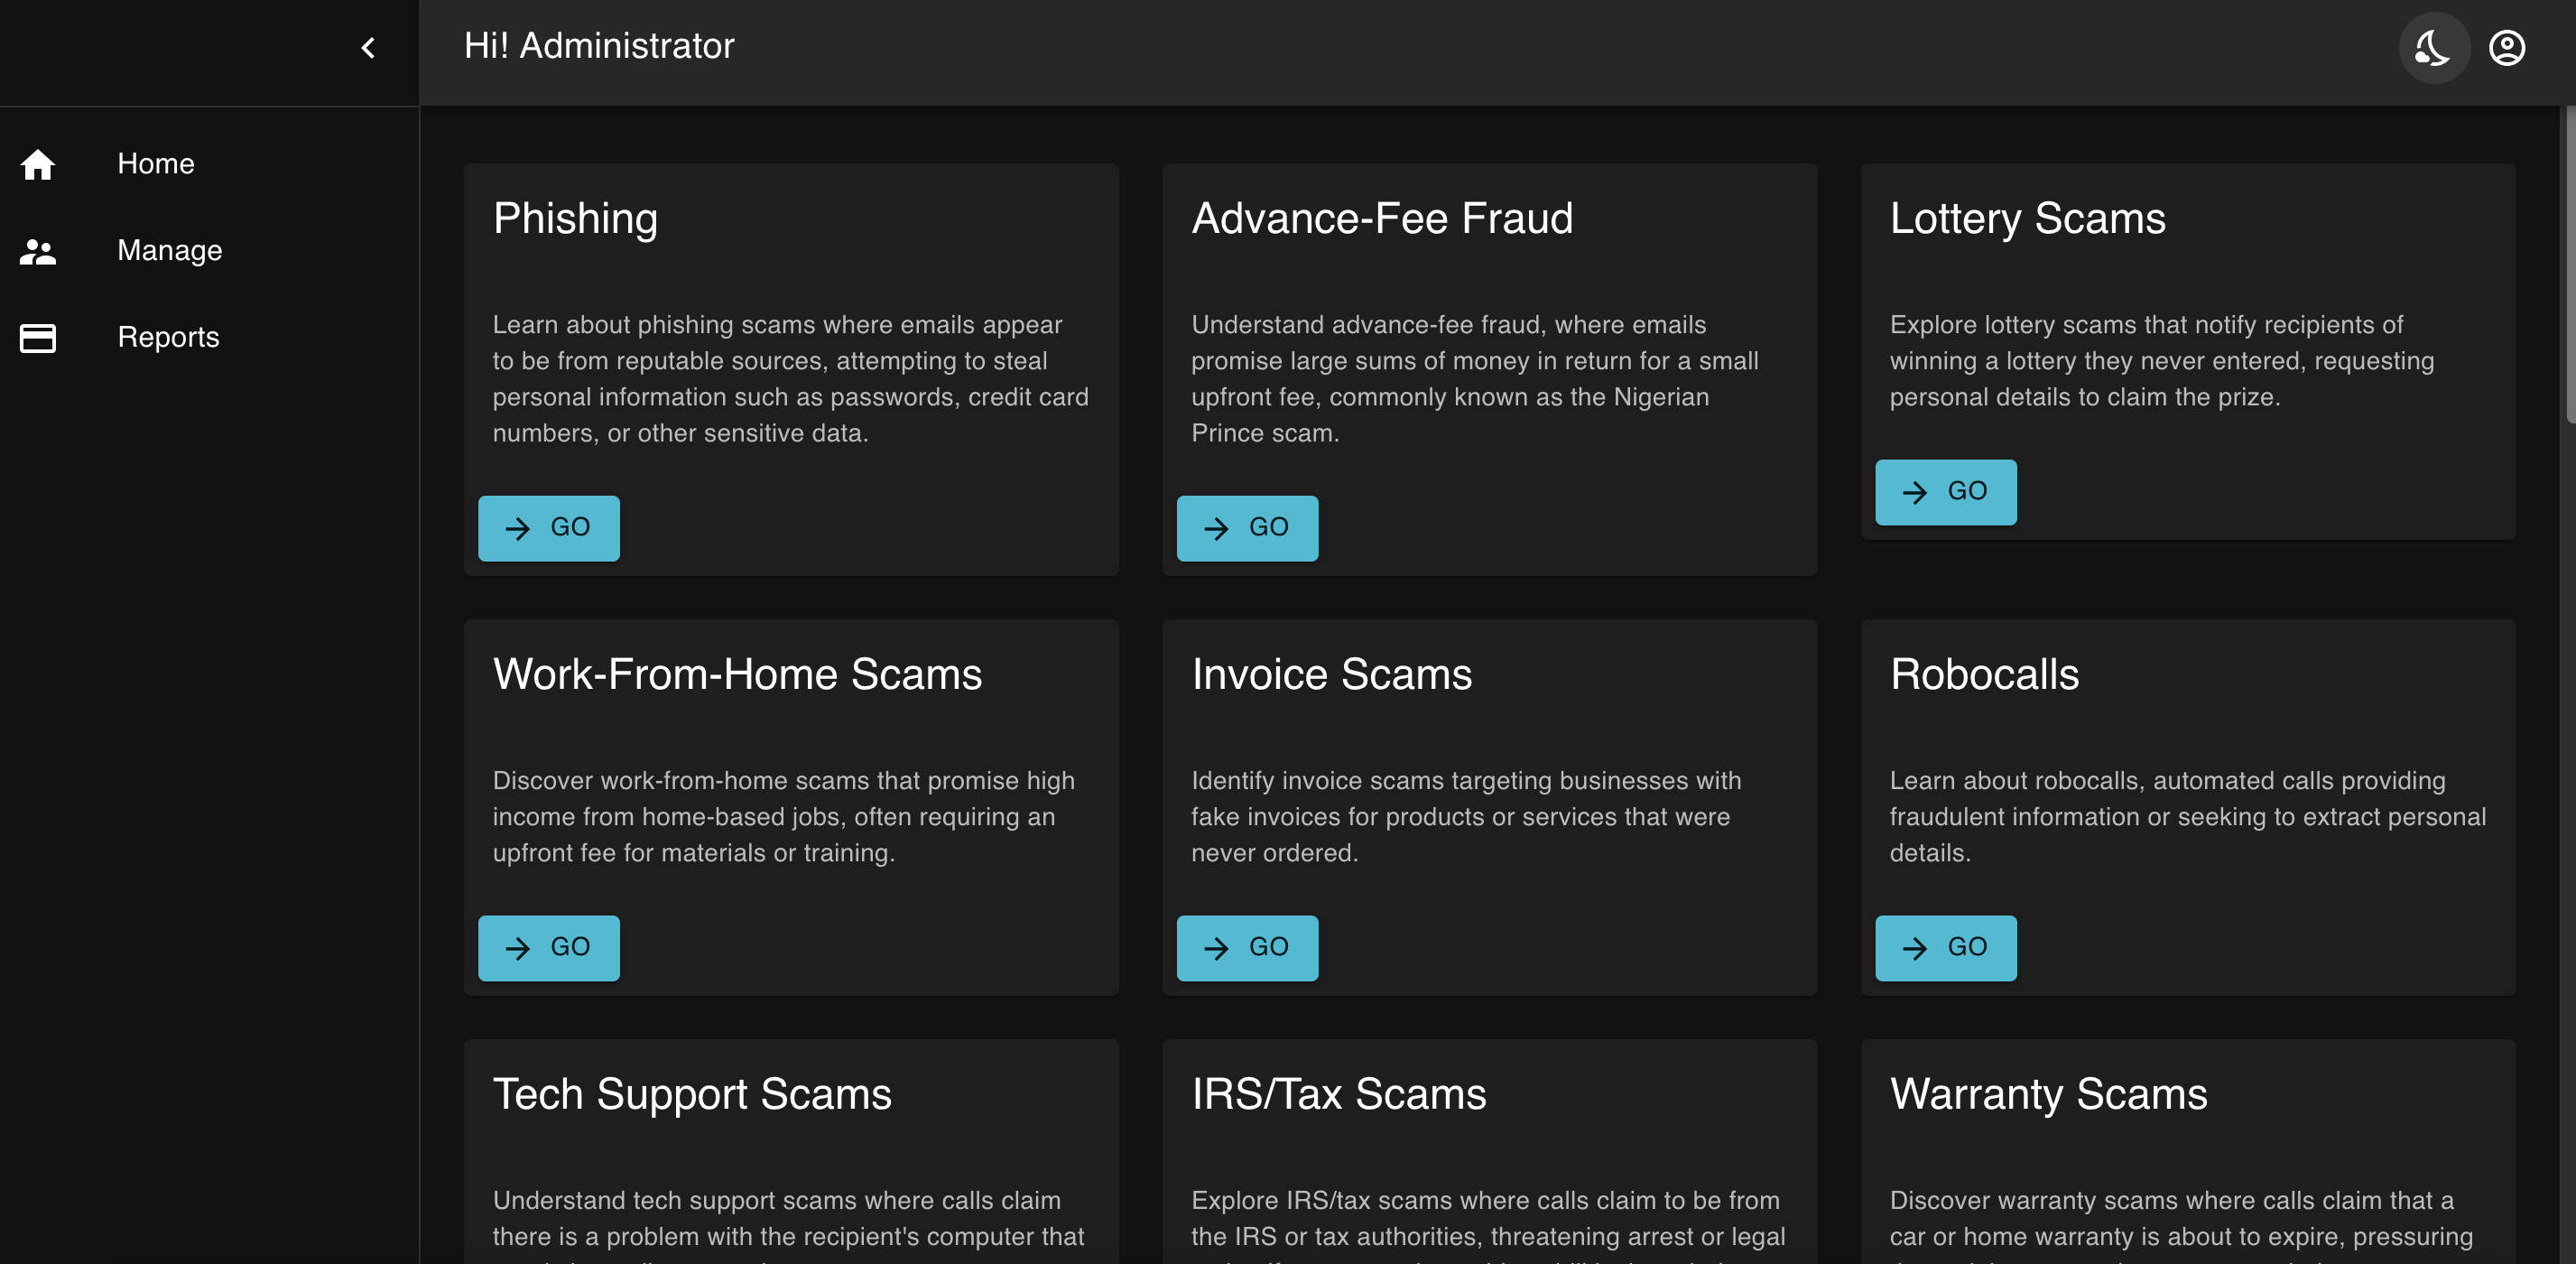 Hi! Administrator
Home
Manage
Reports
Phishing
Learn about phishing scams where emails appear
to be from reputable sources, attempting to steal
personal information such as passwords, credit card
numbers, or other sensitive data.
GO
Advance-Fee Fraud
Understand advance-fee fraud, where emails
promise large sums of money in return for a small
upfront fee, commonly known as the Nigerian
Prince scam.
GO
Lottery Scams
Explore lottery scams that notify recipients of
winning a lottery they never entered, requesting
personal details to claim the prize.
GO
Work-From-Home Scams
Discover work-from-home scams that promise high
income from home-based jobs, often requiring an
upfront fee for materials or training.
GO
Invoice Scams
Identify invoice scams targeting businesses with
fake invoices for products or services that were
never ordered.
GO
Robocalls
Learn about robocalls, automated calls providing
fraudulent information or seeking to extract personal
details.
GO
Tech Support Scams
Understand tech support scams where calls claim
there is a problem with the recipient's computer that
IRS/Tax Scams
Explore IRS/tax scams where calls claim to be from
the IRS or tax authorities, threatening arrest or legal
Warranty Scams
Discover warranty scams where calls claim that a
car or home warranty is about to expire, pressuring